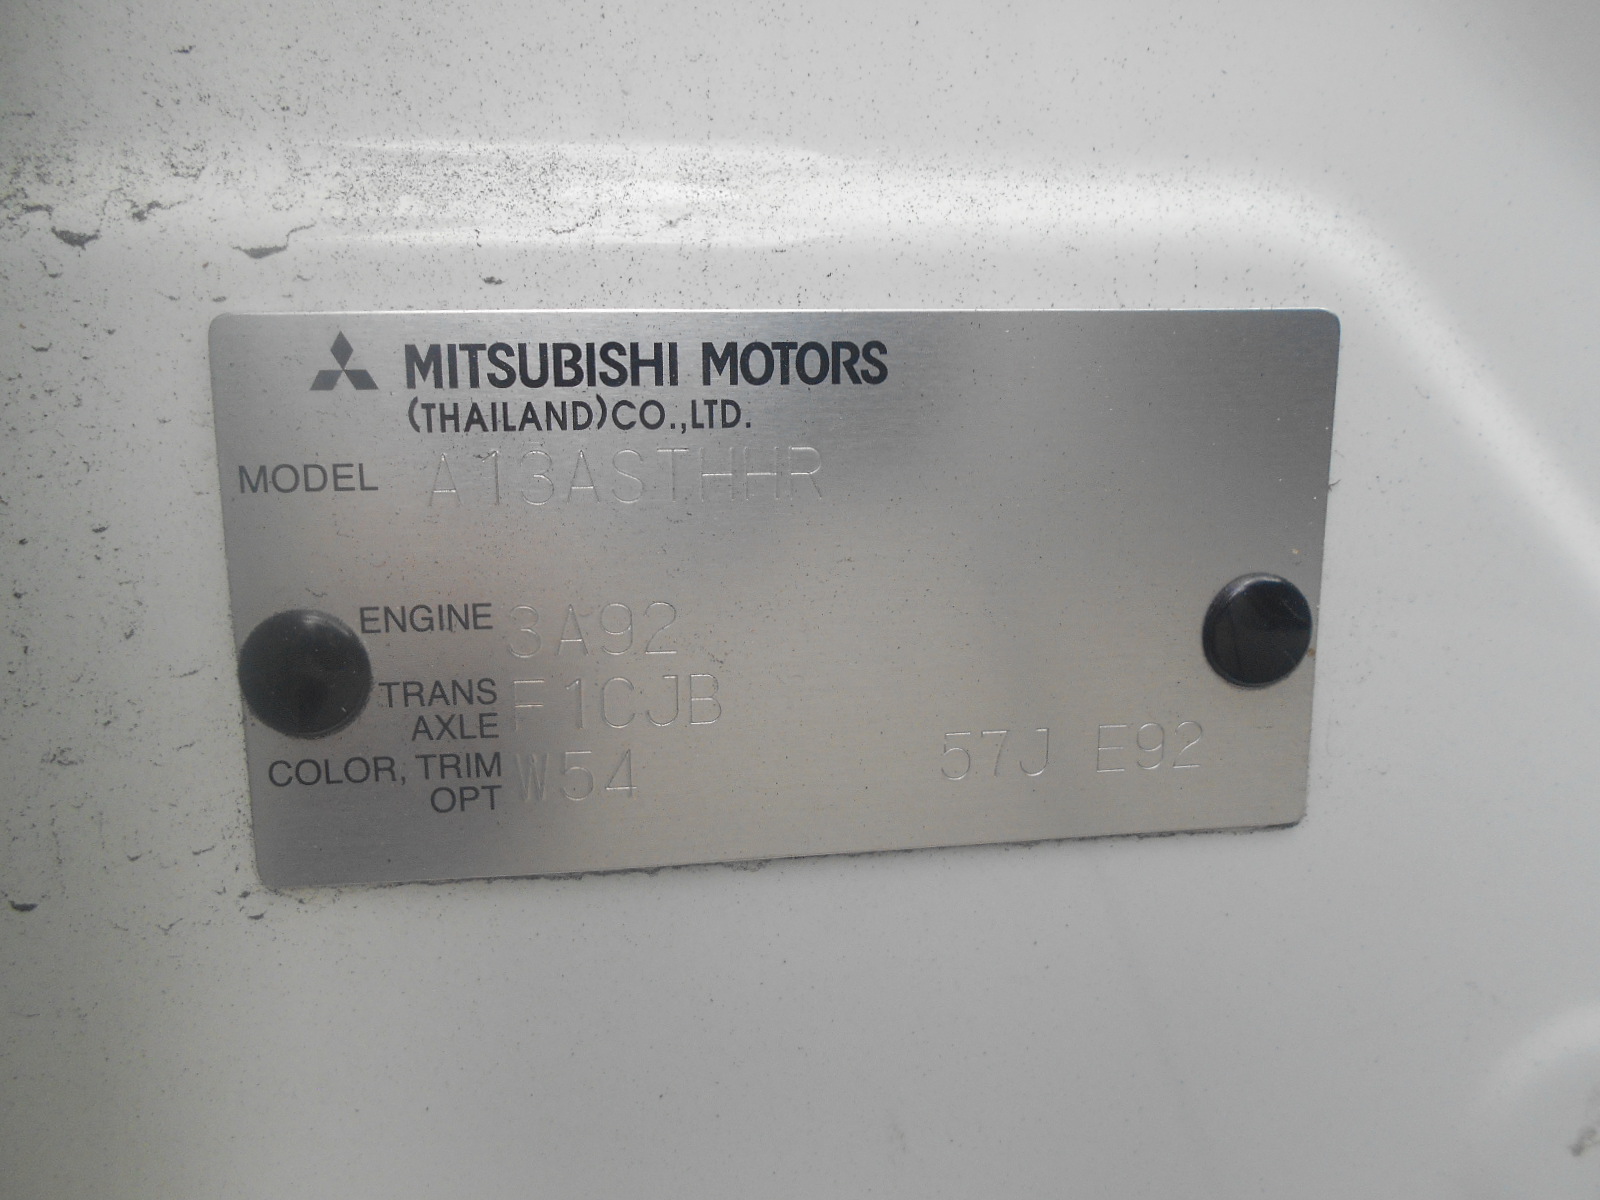 MITSUBISHI MOTORS
(THAILAND)CO.,LTD.
MODEL A13ASTHHR
ENGINE 3A92
TRANS AXLE F1CJB
COLOR, TRIM OPT W54 57J E92